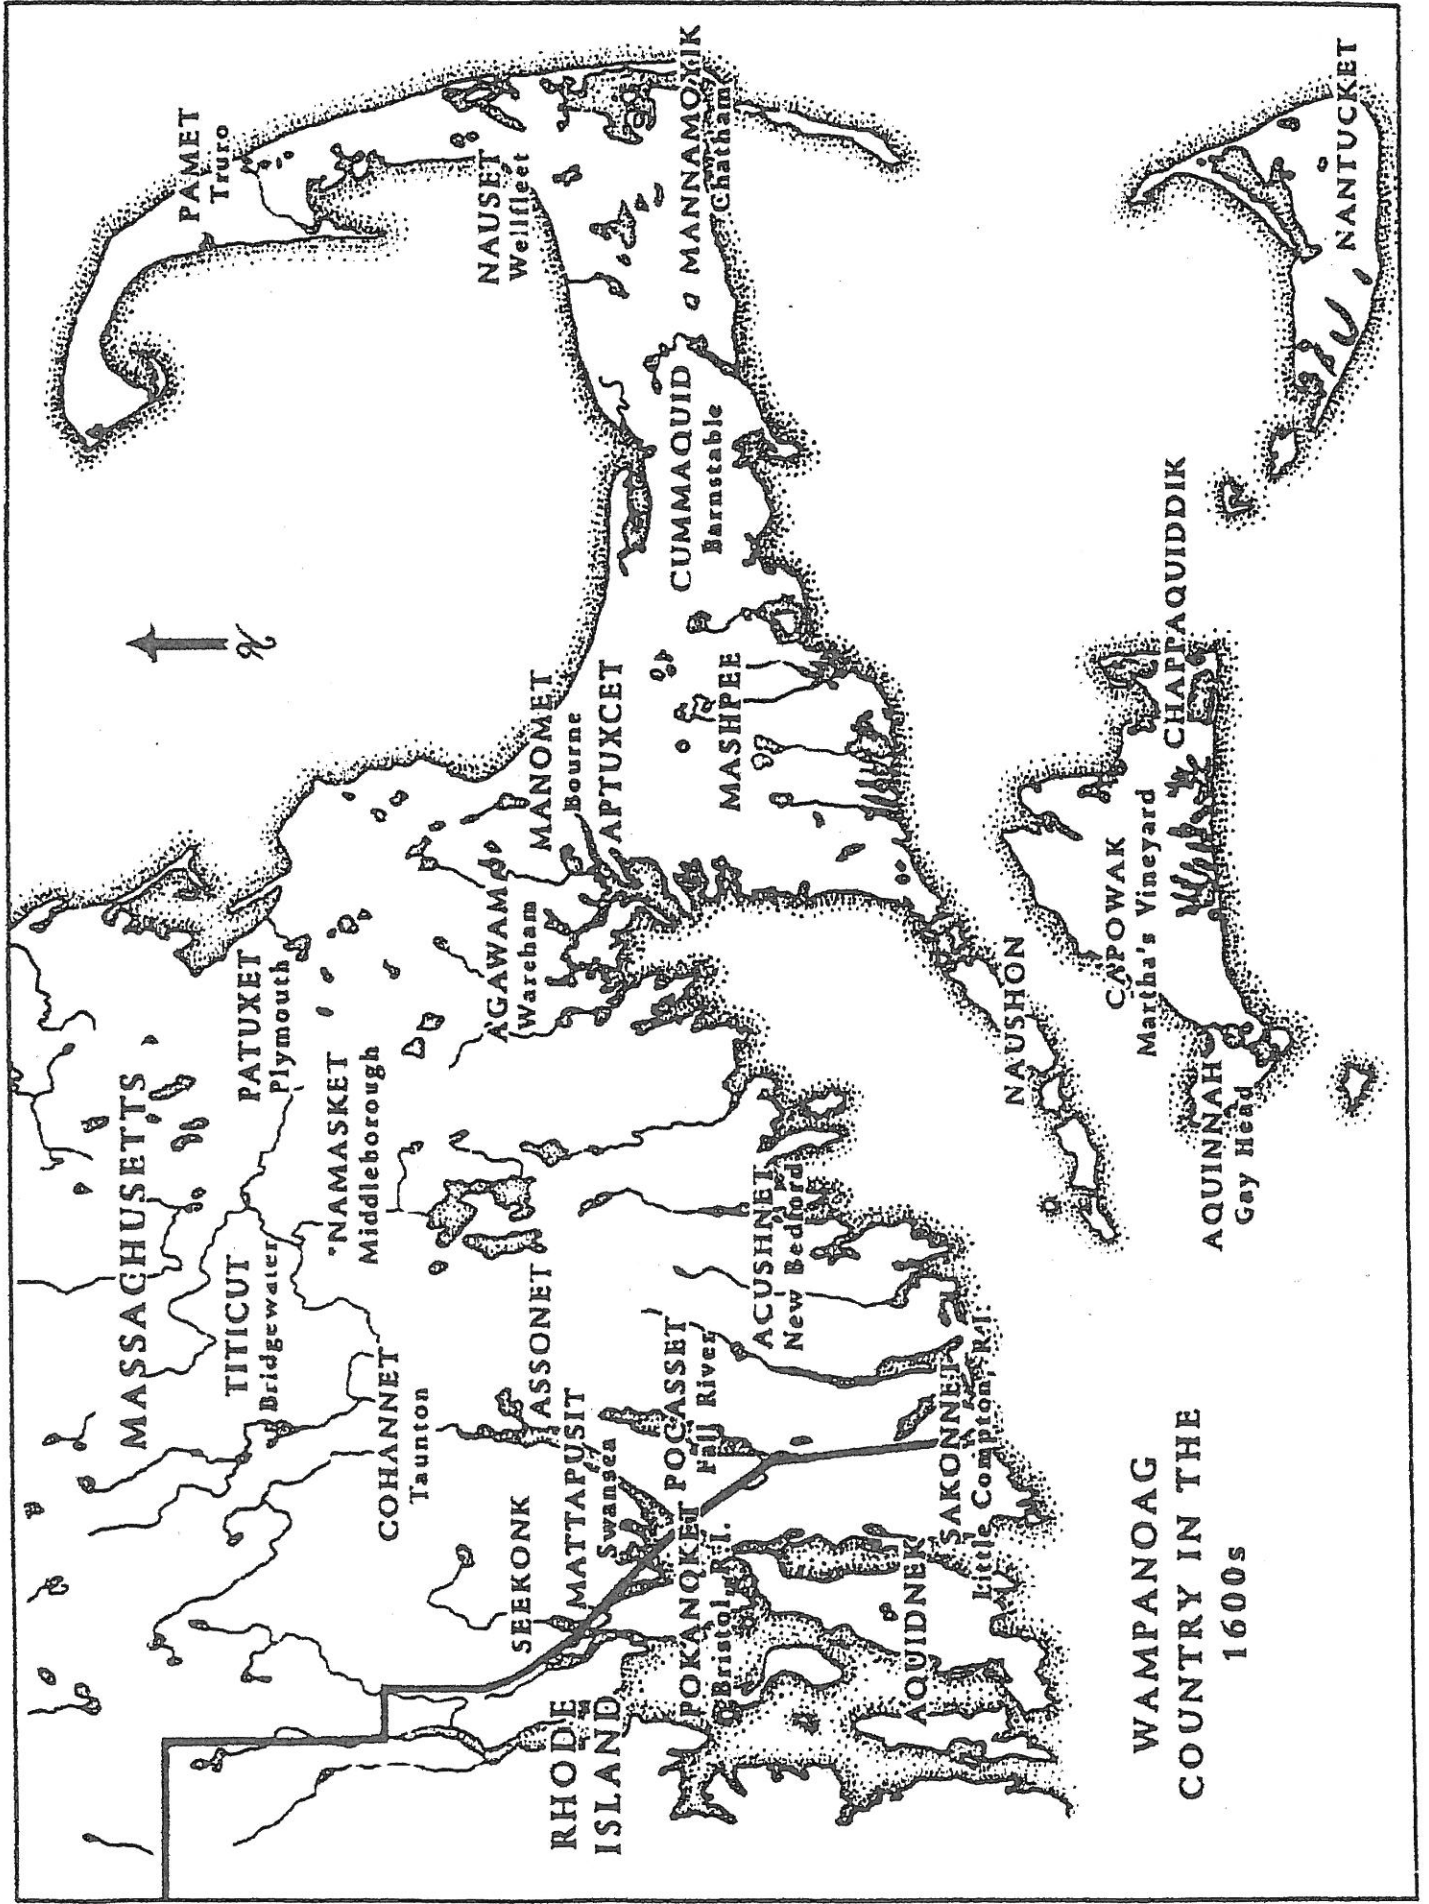 PAMET
Truro
NAUSET
Wellfleet
MANNAMOYIK
Chatham
CUMMAQUID
Barnstable
NANTUCKET
N
MANOMET
Bourne
APTUXCET
MASHPEE
CHAPPAQUIDDIK
CAPOWAK
Martha's Vineyard
PATUXET
Plymouth
AGAWAM
Wareham
NAUSHON
AQUINNAH
Gay Head
MASSACHUSETTS
NAMASKET
Middleborough
TITICUT
Bridgewater
ACUSHNET
New Bedford
COHANNET
Taunton
ASSONET
MATTAPUSIT
Swansea
POCASSET
Fall River
SAKONNET
Little Compton, R.I.
SEEKONK
POKANOKET
Bristol, R.I.
AQUIDNEK
RHODE
ISLAND
WAMPANOAG
COUNTRY IN THE
1600s